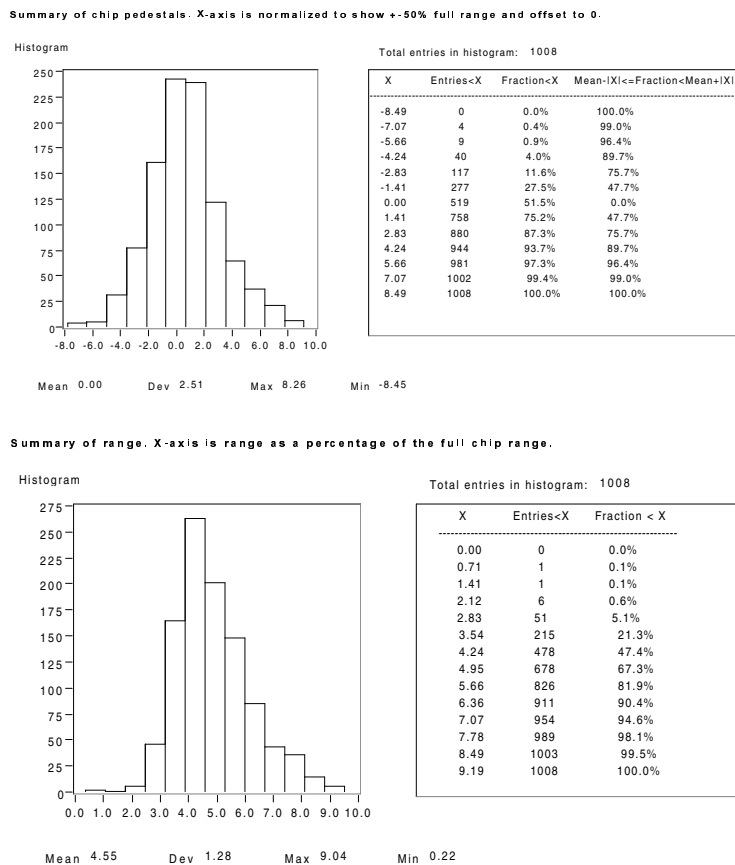 Summary of chip pedestals. X-axis is normalized to show +-50% full range and offset to 0.
Histogram
Total entries in histogram: 1008
X Entries<X Fraction<X Mean-|X|<=Fraction<Mean+|X|
-8.49 0 0.0% 100.0%
-7.07 4 0.4% 99.0%
-5.66 9 0.9% 96.4%
-4.24 40 4.0% 89.7%
-2.83 117 11.6% 75.7%
-1.41 277 27.5% 47.7%
0.00 519 51.5% 0.0%
1.41 758 75.2% 47.7%
2.83 880 87.3% 75.7%
4.24 944 93.7% 89.7%
5.66 981 97.3% 96.4%
7.07 1002 99.4% 99.0%
8.49 1008 100.0% 100.0%
250
225
200
175
150
125
100
75
50
25
0
-8.0 -6.0 -4.0 -2.0 0.0 2.0 4.0 6.0 8.0 10.0
Mean 0.00 Dev 2.51 Max 8.26 Min -8.45
Summary of range. X-axis is range as a percentage of the full chip range.
Histogram
Total entries in histogram: 1008
X Entries<X Fraction < X
0.00 0 0.0%
0.71 1 0.1%
1.41 1 0.1%
2.12 6 0.6%
2.83 51 5.1%
3.54 215 21.3%
4.24 478 47.4%
4.95 678 67.3%
5.66 826 81.9%
6.36 911 90.4%
7.07 954 94.6%
7.78 989 98.1%
8.49 1003 99.5%
9.19 1008 100.0%
275
250
225
200
175
150
125
100
75
50
25
0
0.0 1.0 2.0 3.0 4.0 5.0 6.0 7.0 8.0 9.0 10.0
Mean 4.55 Dev 1.28 Max 9.04 Min 0.22